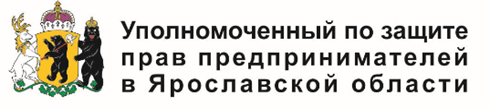 Уполномоченный по защите
прав предпринимателей
в Ярославской области